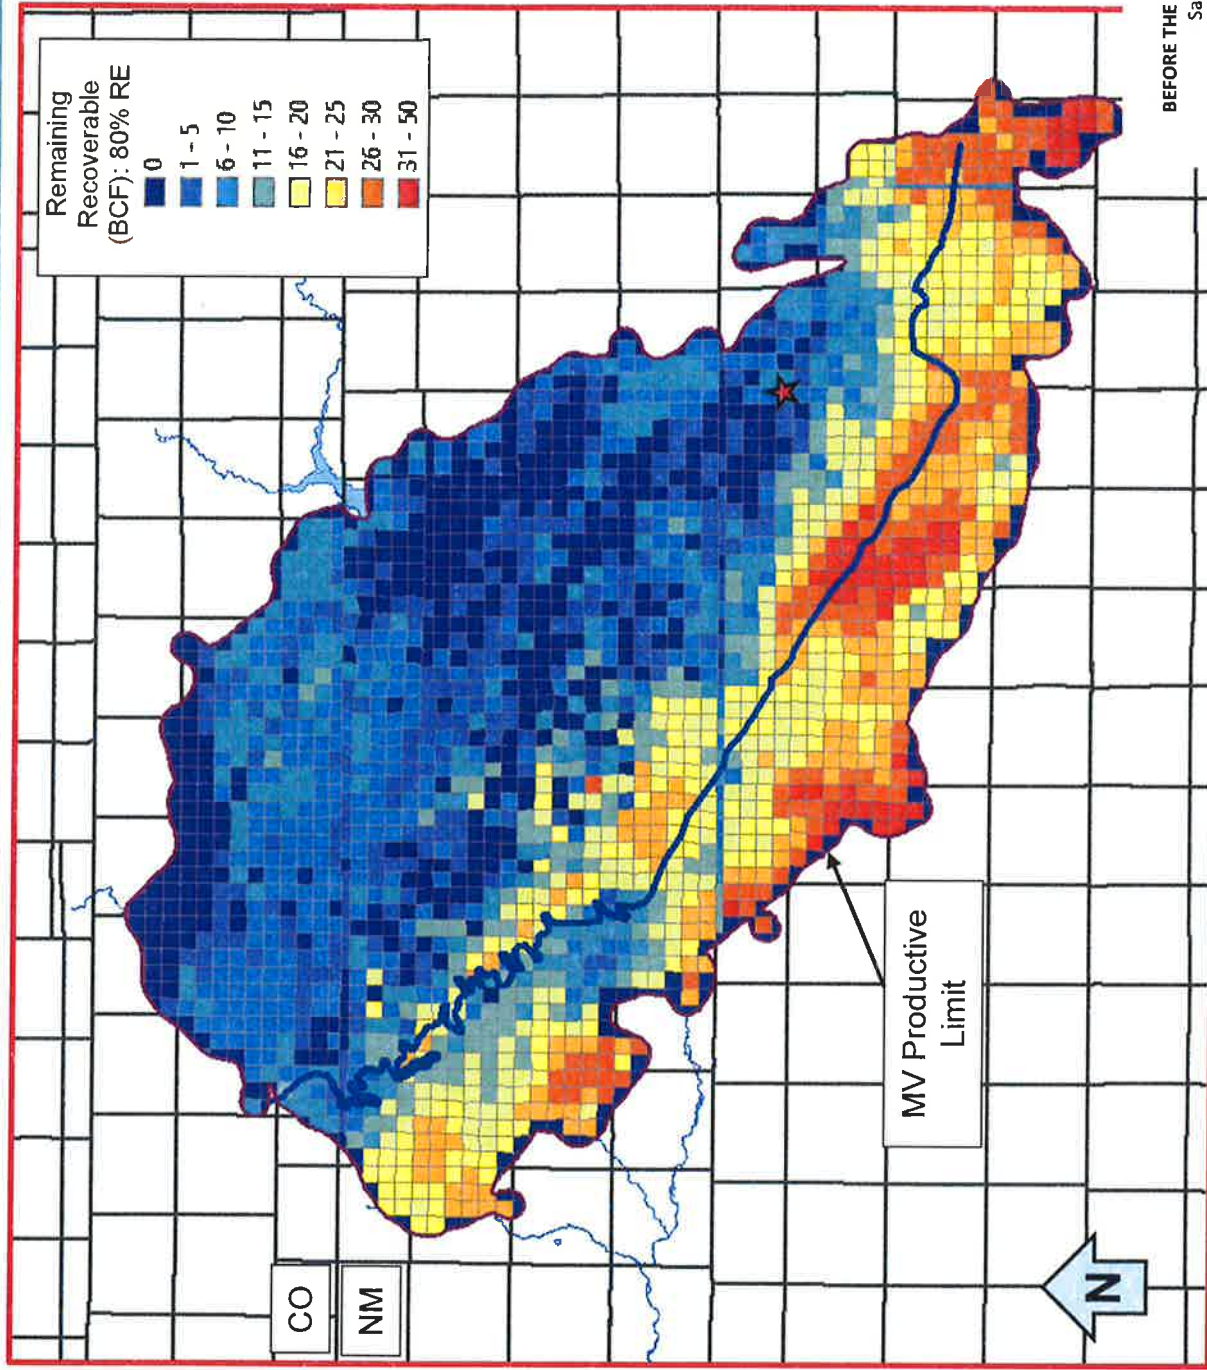 Remaining
Recoverable
(BCF): 80% RE
0
1 - 5
6 - 10
11 - 15
16 - 20
21 - 25
26 - 30
31 - 50
CO
NM
MV Productive
Limit
N
BEFORE THE
Sa